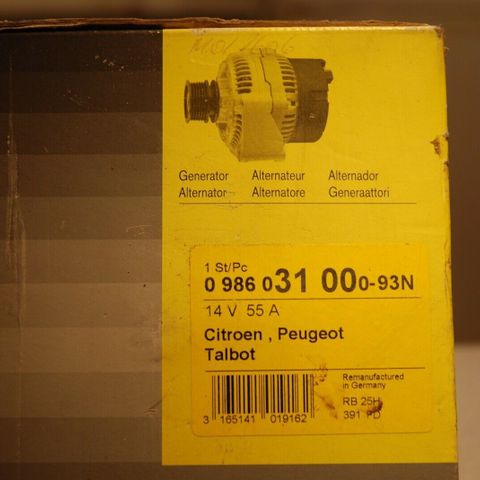 Generator Alternateur Alternador
Alternator Alternatore Generaattori
1 St/Pc
0 986 031 000-93N
14 V 55 A
Citroen , Peugeot
Talbot
3 165141 019162
Remanufactured
in Germany
RB 25H
391 PD